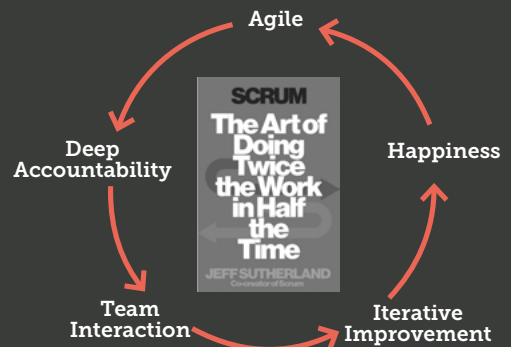 Agile
Deep
Accountability
Happiness
SCRUM
The Art of
Doing
Twice
the Work
in Half
the
Time
JEFF SUTHERLAND
Co-creator of Scrum
Team
Interaction
Iterative
Improvement